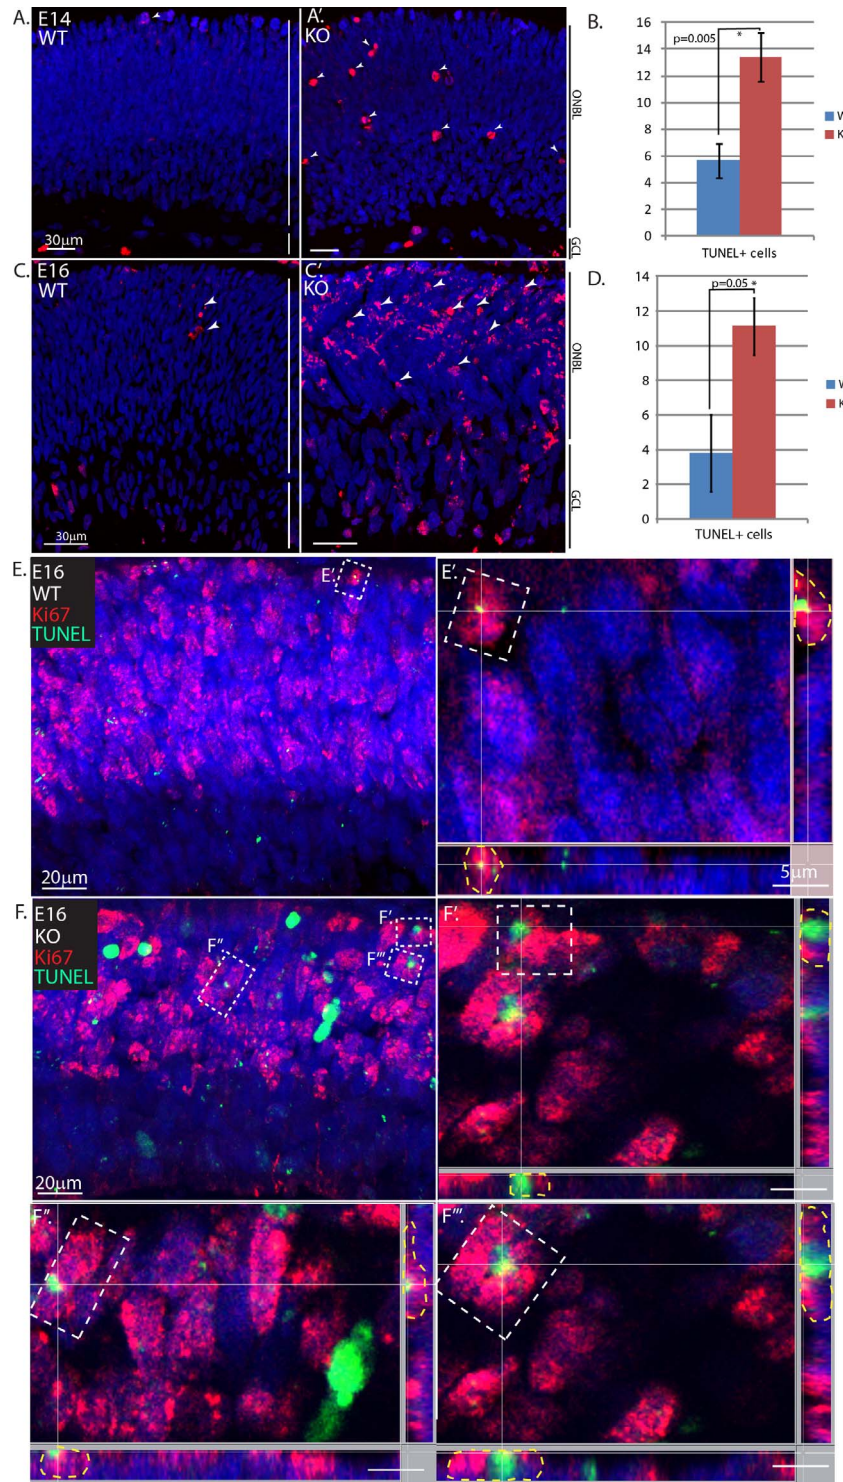 A.
E14
WT
30µm
A'.
KO
ONBL
GCL
B.
16
14
12
10
8
6
4
2
0
p=0.005
*
TUNEL+ cells
W
K
C.
E16
WT
30µm
C'.
KO
ONBL
GCL
D.
14
12
10
8
6
4
2
0
p=0.05 *
TUNEL+ cells
W
K
E.
E16
WT
Ki67
TUNEL
E'.
20µm
E'.
5µm
F.
E16
KO
Ki67
TUNEL
F'
F''
F'''
20µm
F'.
F''.
F'''.